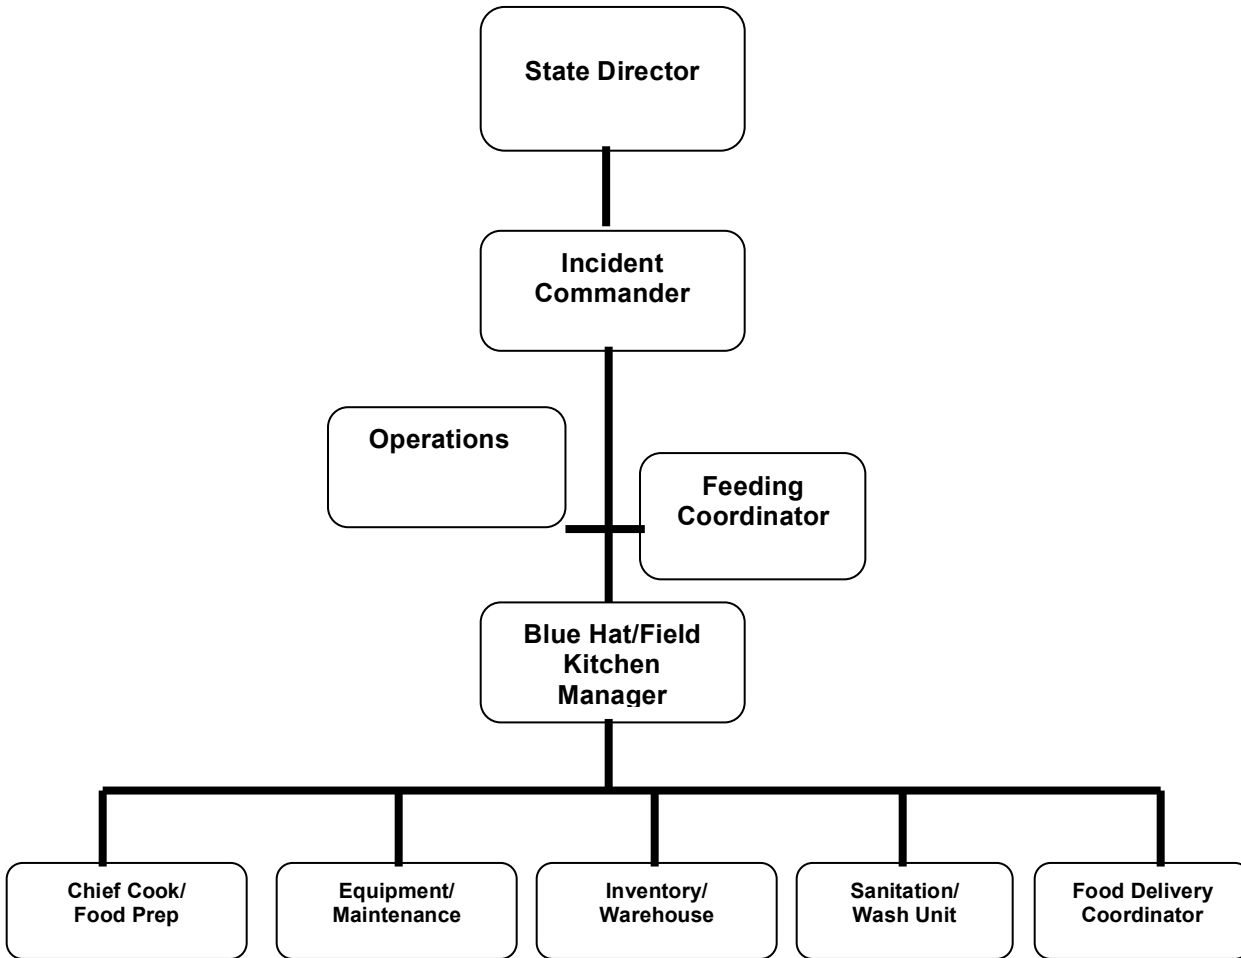 State Director
Incident
Commander
Operations
Feeding
Coordinator
Blue Hat/Field
Kitchen
Manager
Chief Cook/
Food Prep
Equipment/
Maintenance
Inventory/
Warehouse
Sanitation/
Wash Unit
Food Delivery
Coordinator